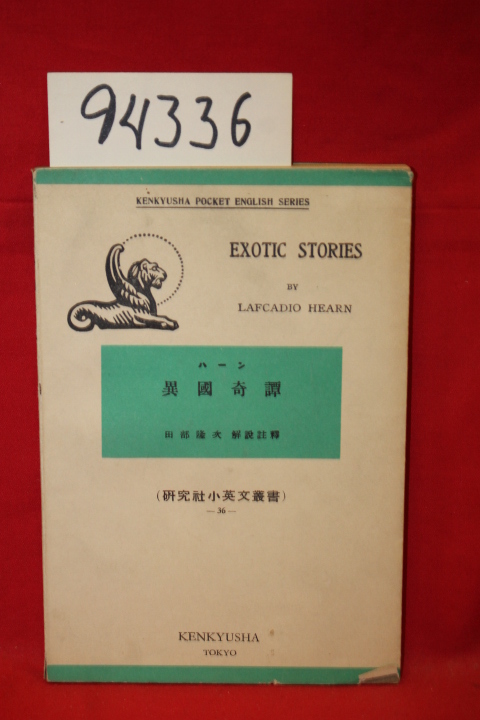 94336
KENKYUSHA POCKET ENGLISH SERIES
EXOTIC STORIES
BY
LAFCADIO HEARN
ハーン
異國奇譚
田部隆次 解說註釋
(硏究社小英文叢書)
—36—
KENKYUSHA
TOKYO